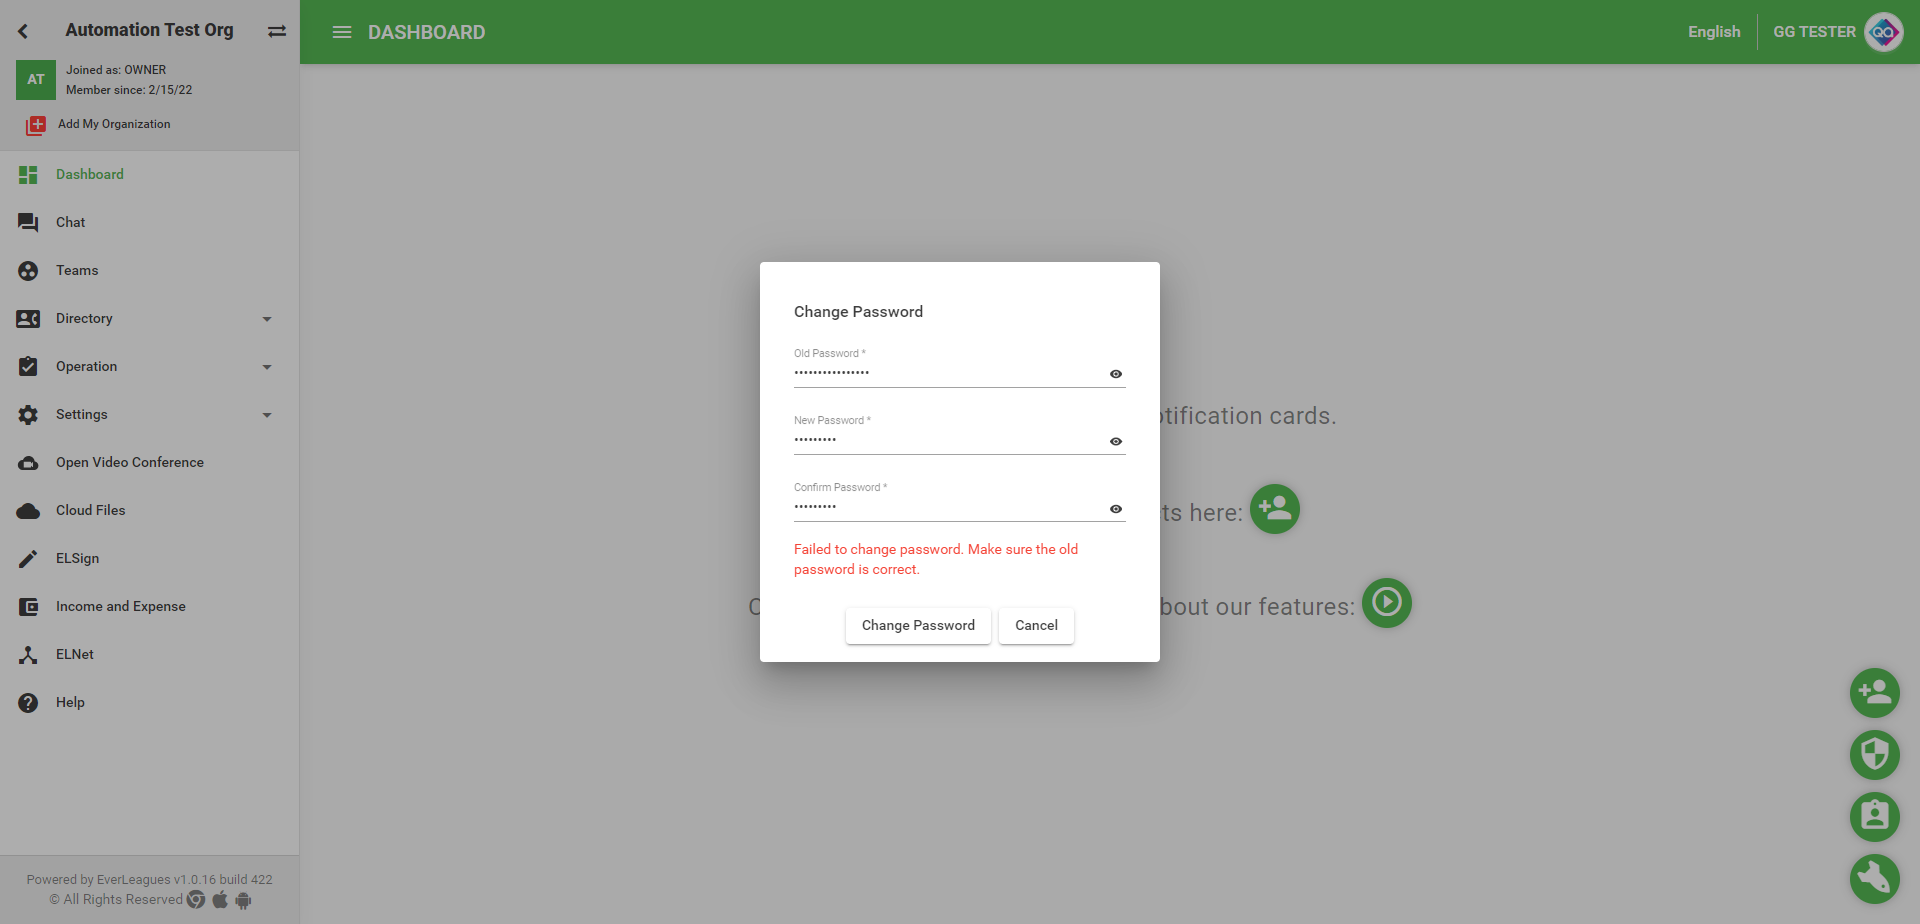 Automation Test Org
AT
Joined as: OWNER
Member since: 2/15/22
Add My Organization
Dashboard
Chat
Teams
Directory
Operation
Settings
Open Video Conference
Cloud Files
ELSign
Income and Expense
ELNet
Help
Powered by EverLeagues v1.0.16 build 422
© All Rights Reserved
DASHBOARD
English
GG TESTER
QA
Change Password
Old Password *
••••••••••••••••
New Password *
•••••••••
Confirm Password *
•••••••••
Failed to change password. Make sure the old
password is correct.
Change Password
Cancel
otification cards.
ts here:
C
bout our features: